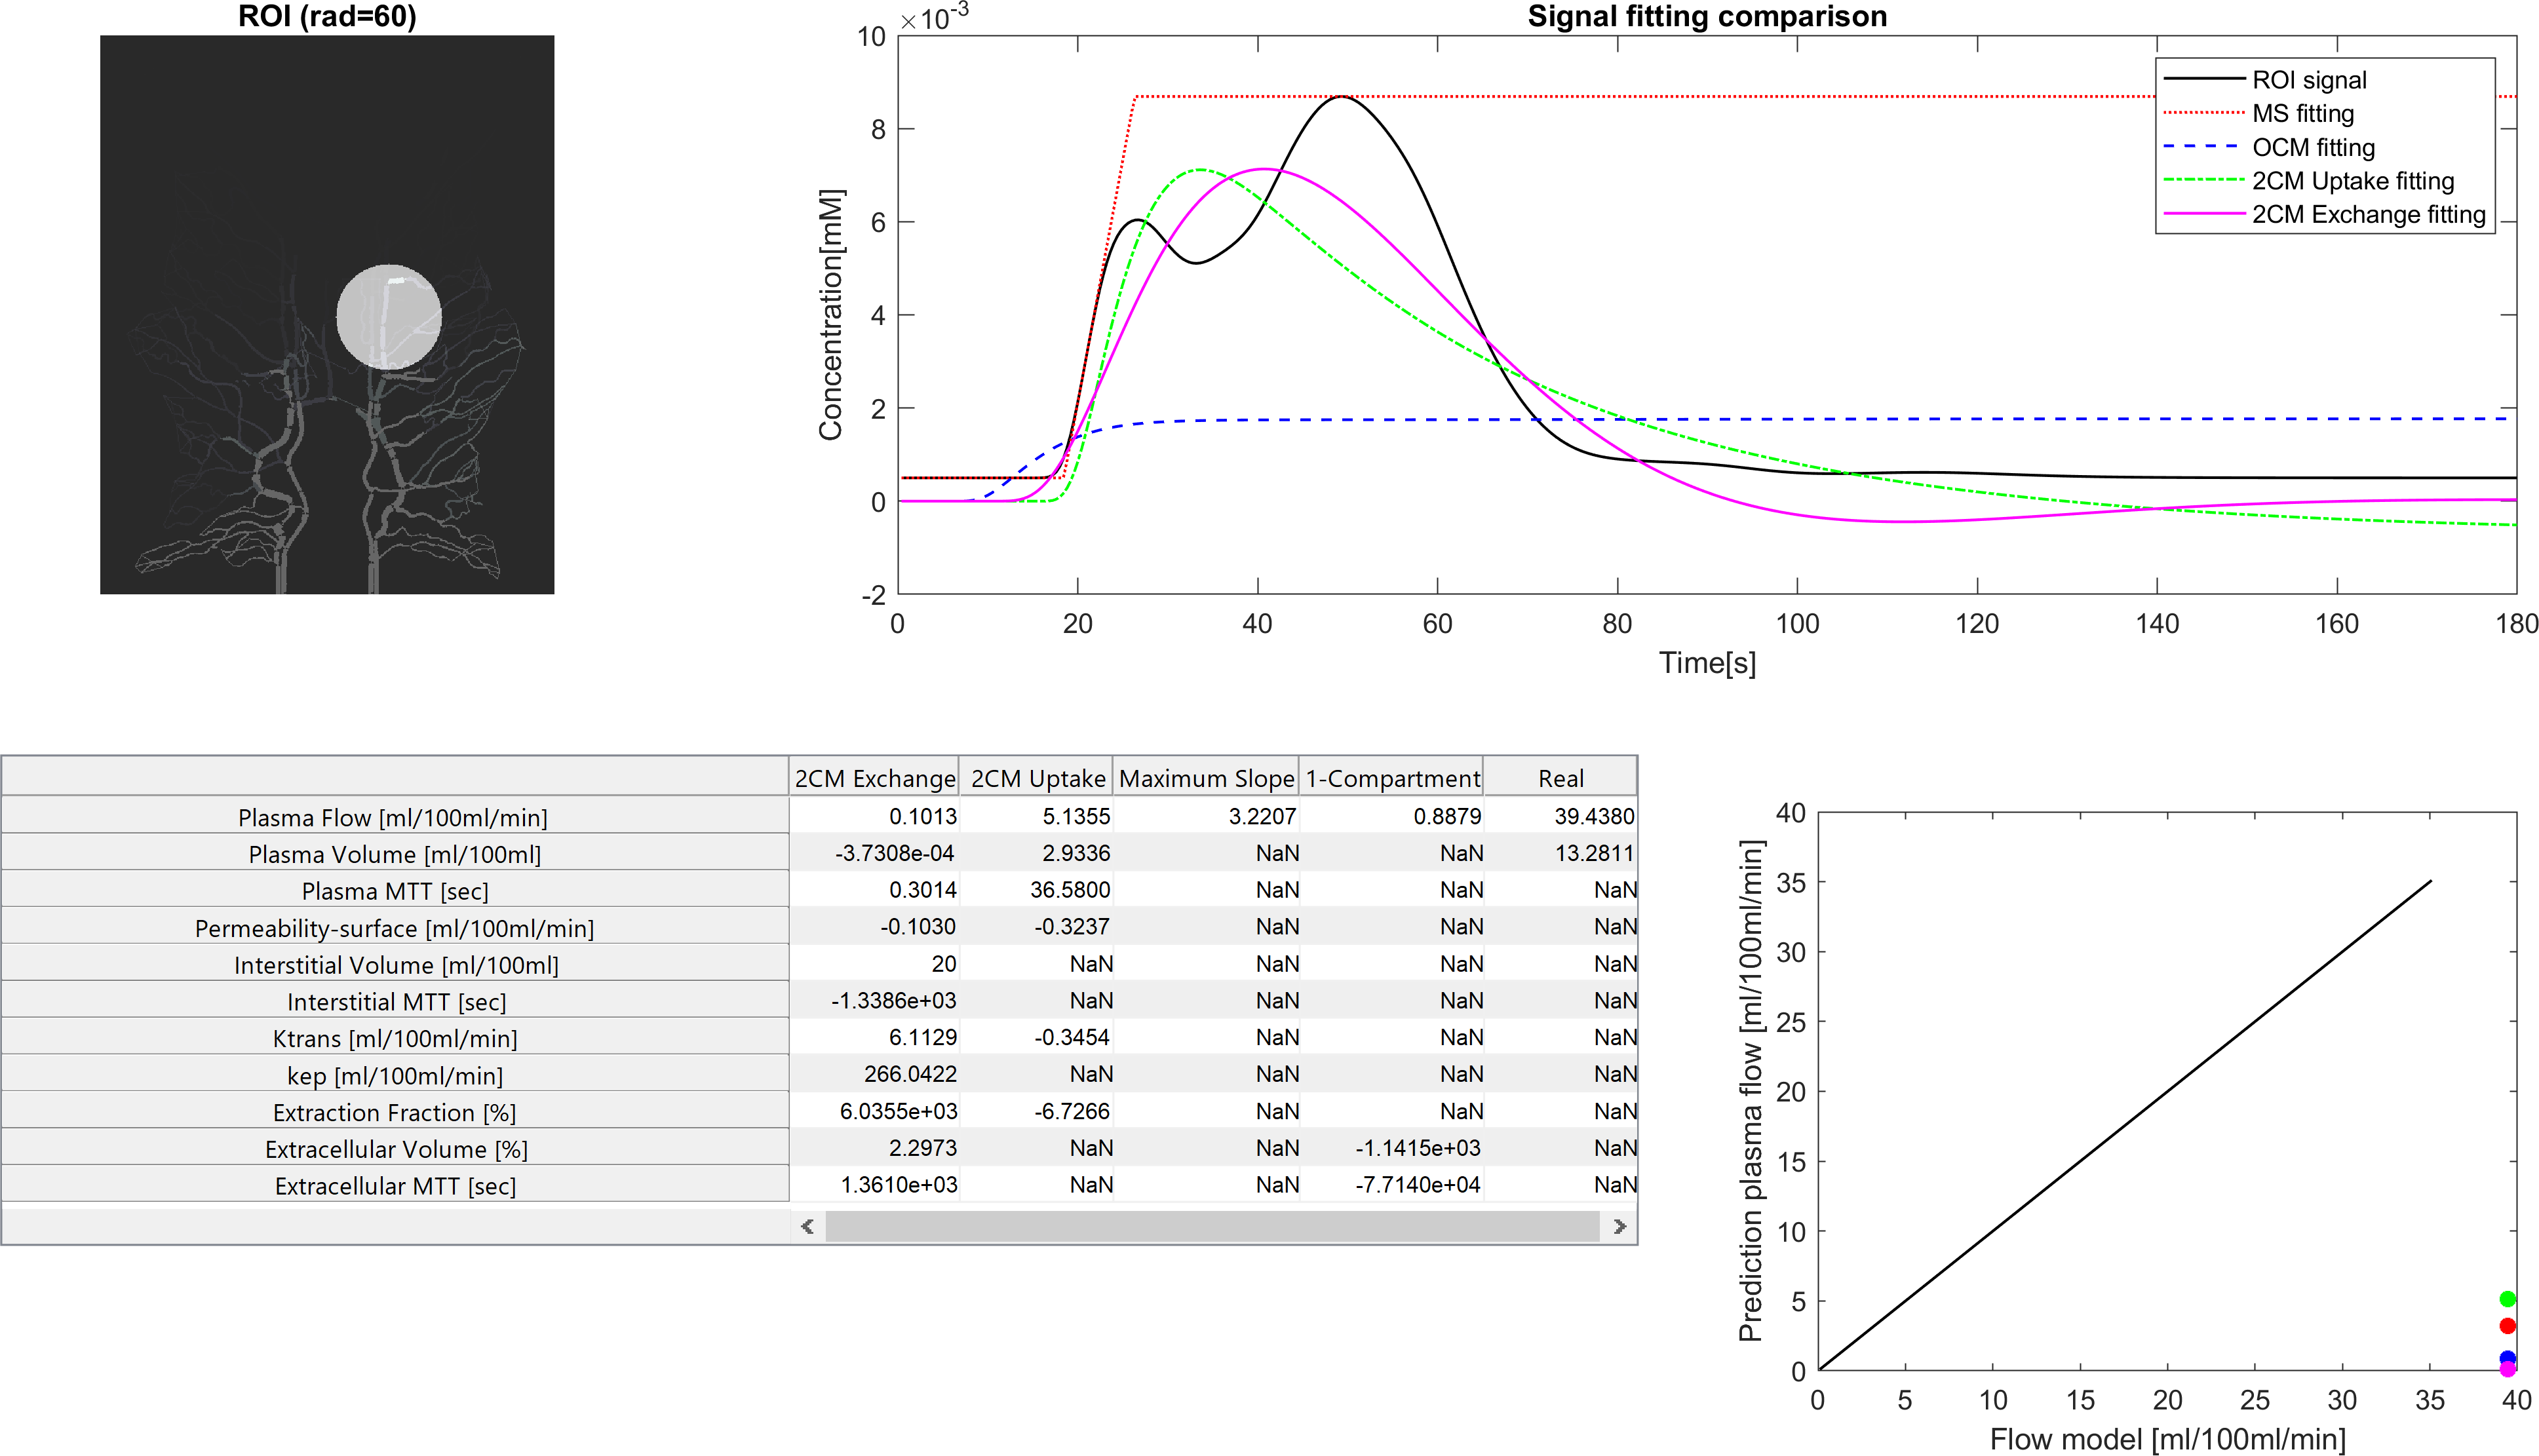 ROI (rad=60)
Signal fitting comparison
×10-3
10
8
6
4
2
0
-2
Concentration[mM]
0 20 40 60 80 100 120 140 160 180
Time[s]
ROI signal
MS fitting
OCM fitting
2CM Uptake fitting
2CM Exchange fitting
2CM Exchange 2CM Uptake Maximum Slope 1-Compartment Real
Plasma Flow [ml/100ml/min] 0.1013 5.1355 3.2207 0.8879 39.4380
Plasma Volume [ml/100ml] -3.7308e-04 2.9336 NaN NaN 13.2811
Plasma MTT [sec] 0.3014 36.5800 NaN NaN NaN
Permeability-surface [ml/100ml/min] -0.1030 -0.3237 NaN NaN NaN
Interstitial Volume [ml/100ml] 20 NaN NaN NaN NaN
Interstitial MTT [sec] -1.3386e+03 NaN NaN NaN NaN
Ktrans [ml/100ml/min] 6.1129 -0.3454 NaN NaN NaN
kep [ml/100ml/min] 266.0422 NaN NaN NaN NaN
Extraction Fraction [%] 6.0355e+03 -6.7266 NaN NaN NaN
Extracellular Volume [%] 2.2973 NaN NaN -1.1415e+03 NaN
Extracellular MTT [sec] 1.3610e+03 NaN NaN -7.7140e+04 NaN
40
35
30
25
20
15
10
5
0
Prediction plasma flow [ml/100ml/min]
0 5 10 15 20 25 30 35 40
Flow model [ml/100ml/min]